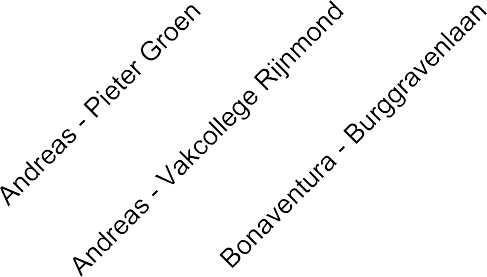 Andreas - Pieter Groen
Andreas - Vakcollege Rijnmond
Bonaventura - Burggravenlaan